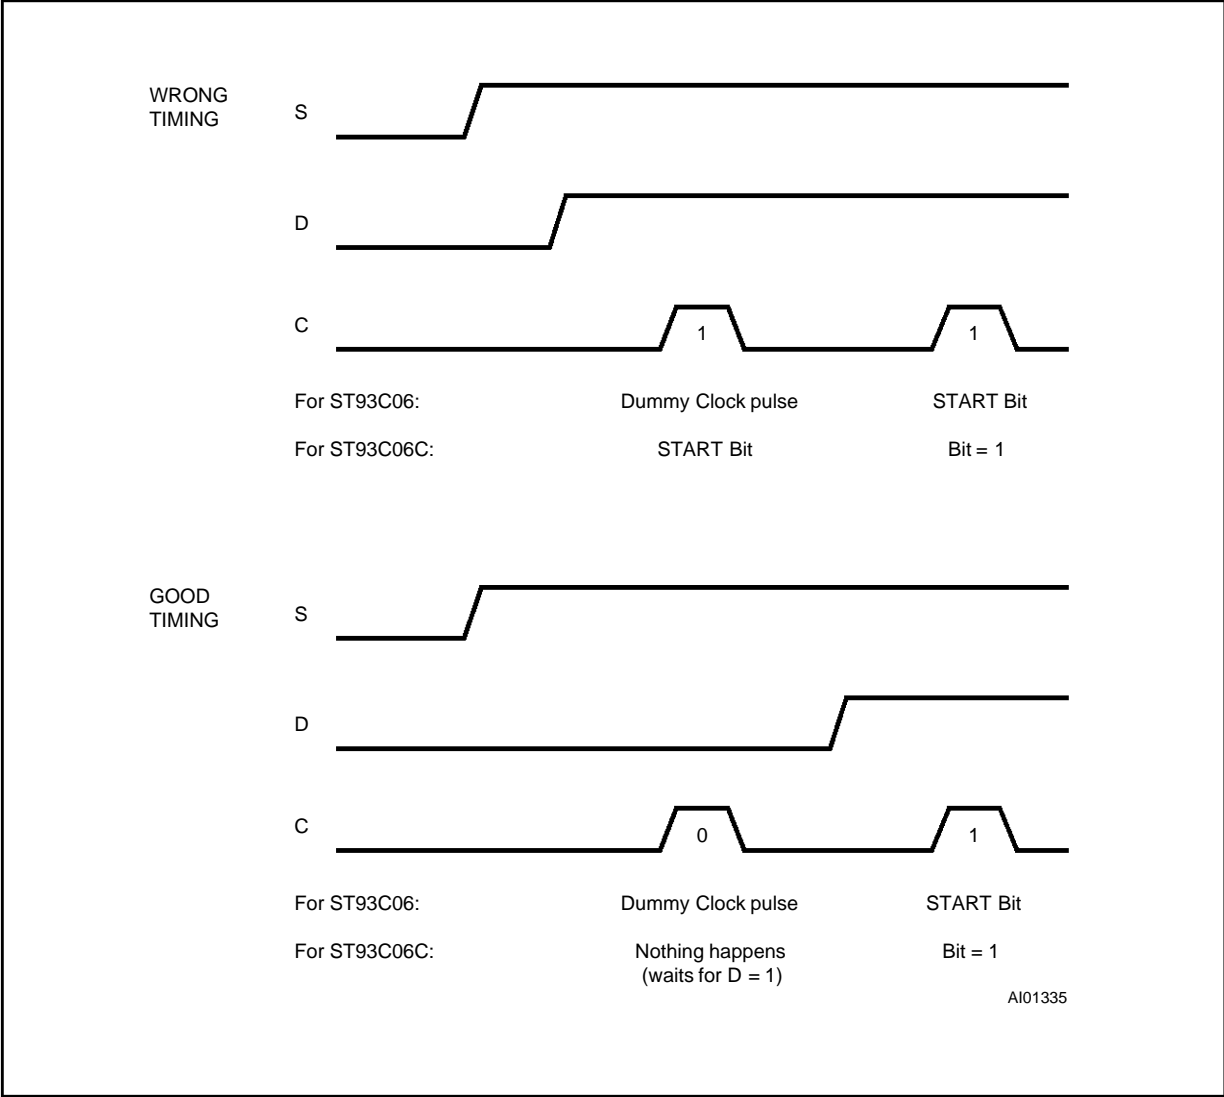 WRONG
TIMING
S
D
C
1
1
For ST93C06:
Dummy Clock pulse
START Bit
For ST93C06C:
START Bit
Bit = 1
GOOD
TIMING
S
D
C
0
1
For ST93C06:
Dummy Clock pulse
START Bit
For ST93C06C:
Nothing happens
(waits for D = 1)
Bit = 1
AI01335